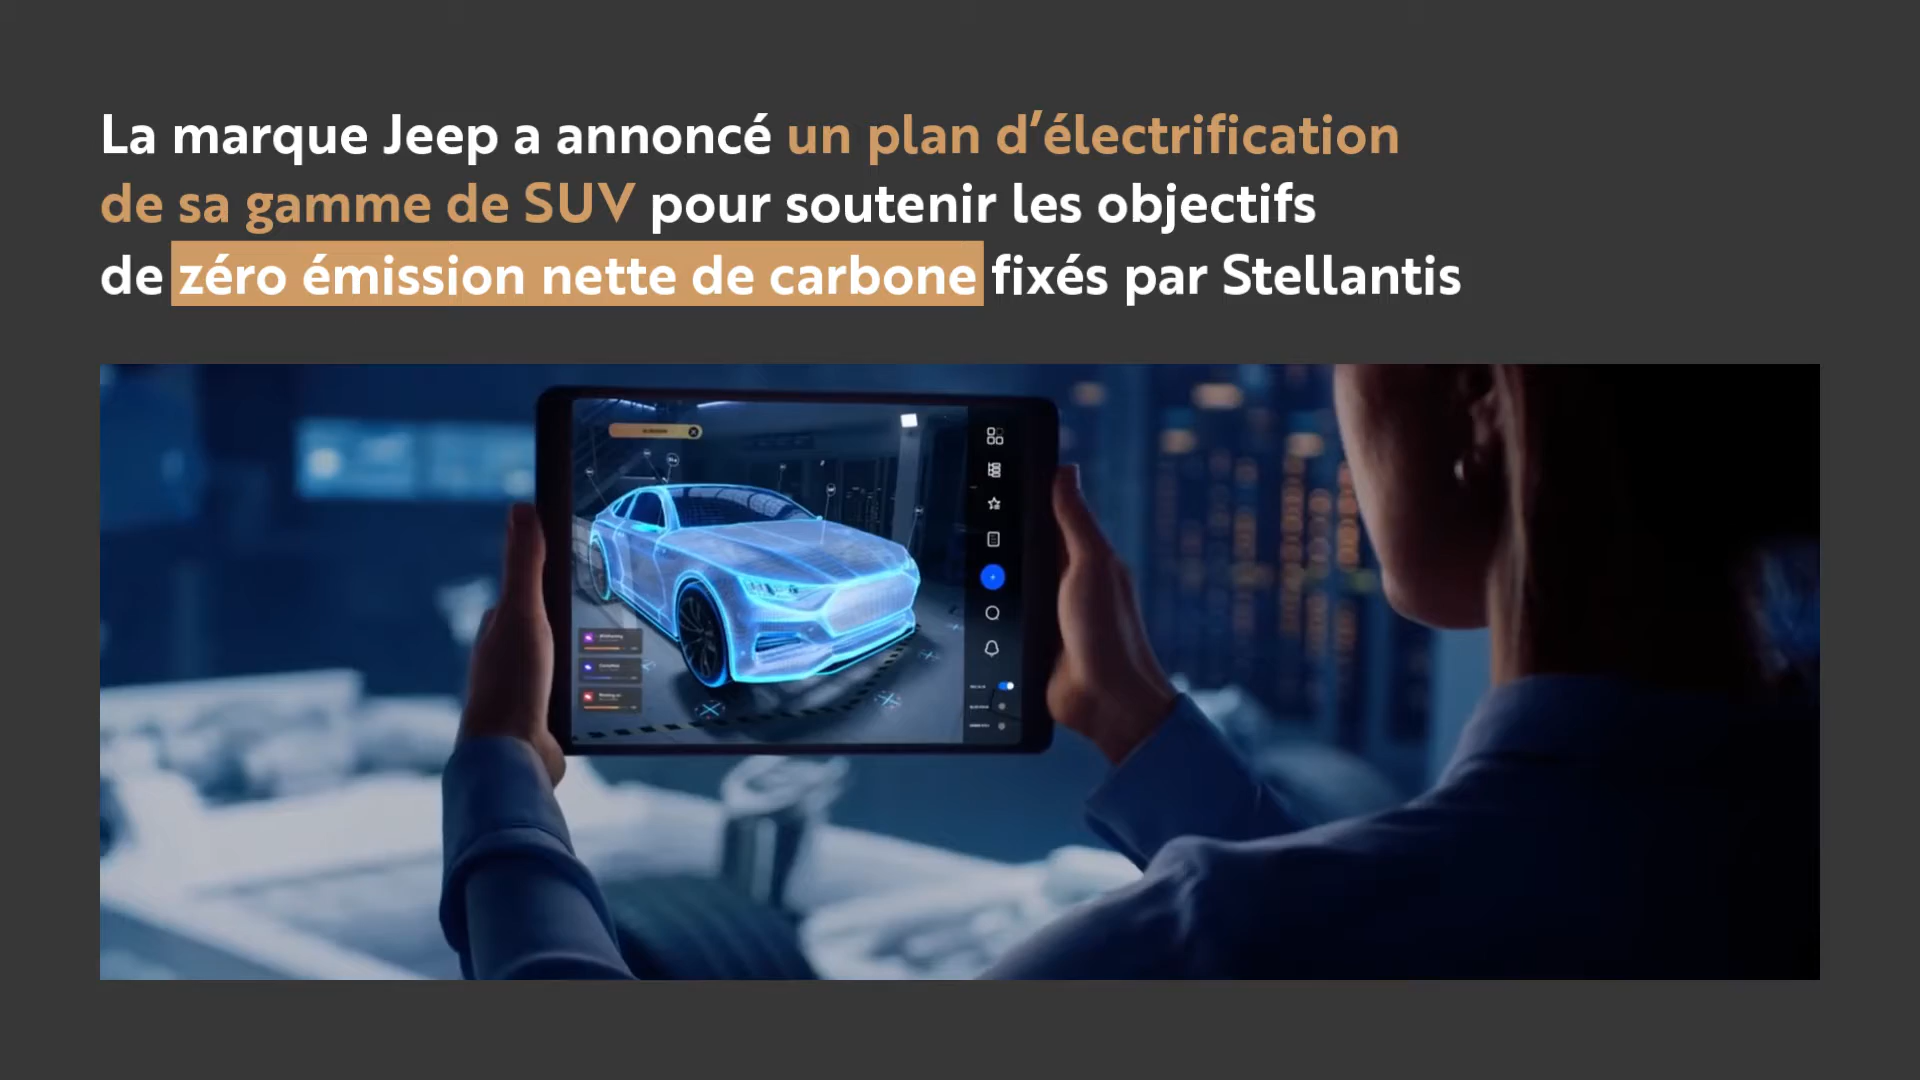 La marque Jeep a annoncé un plan d’électrification
de sa gamme de SUV pour soutenir les objectifs
de zéro émission nette de carbone fixés par Stellantis